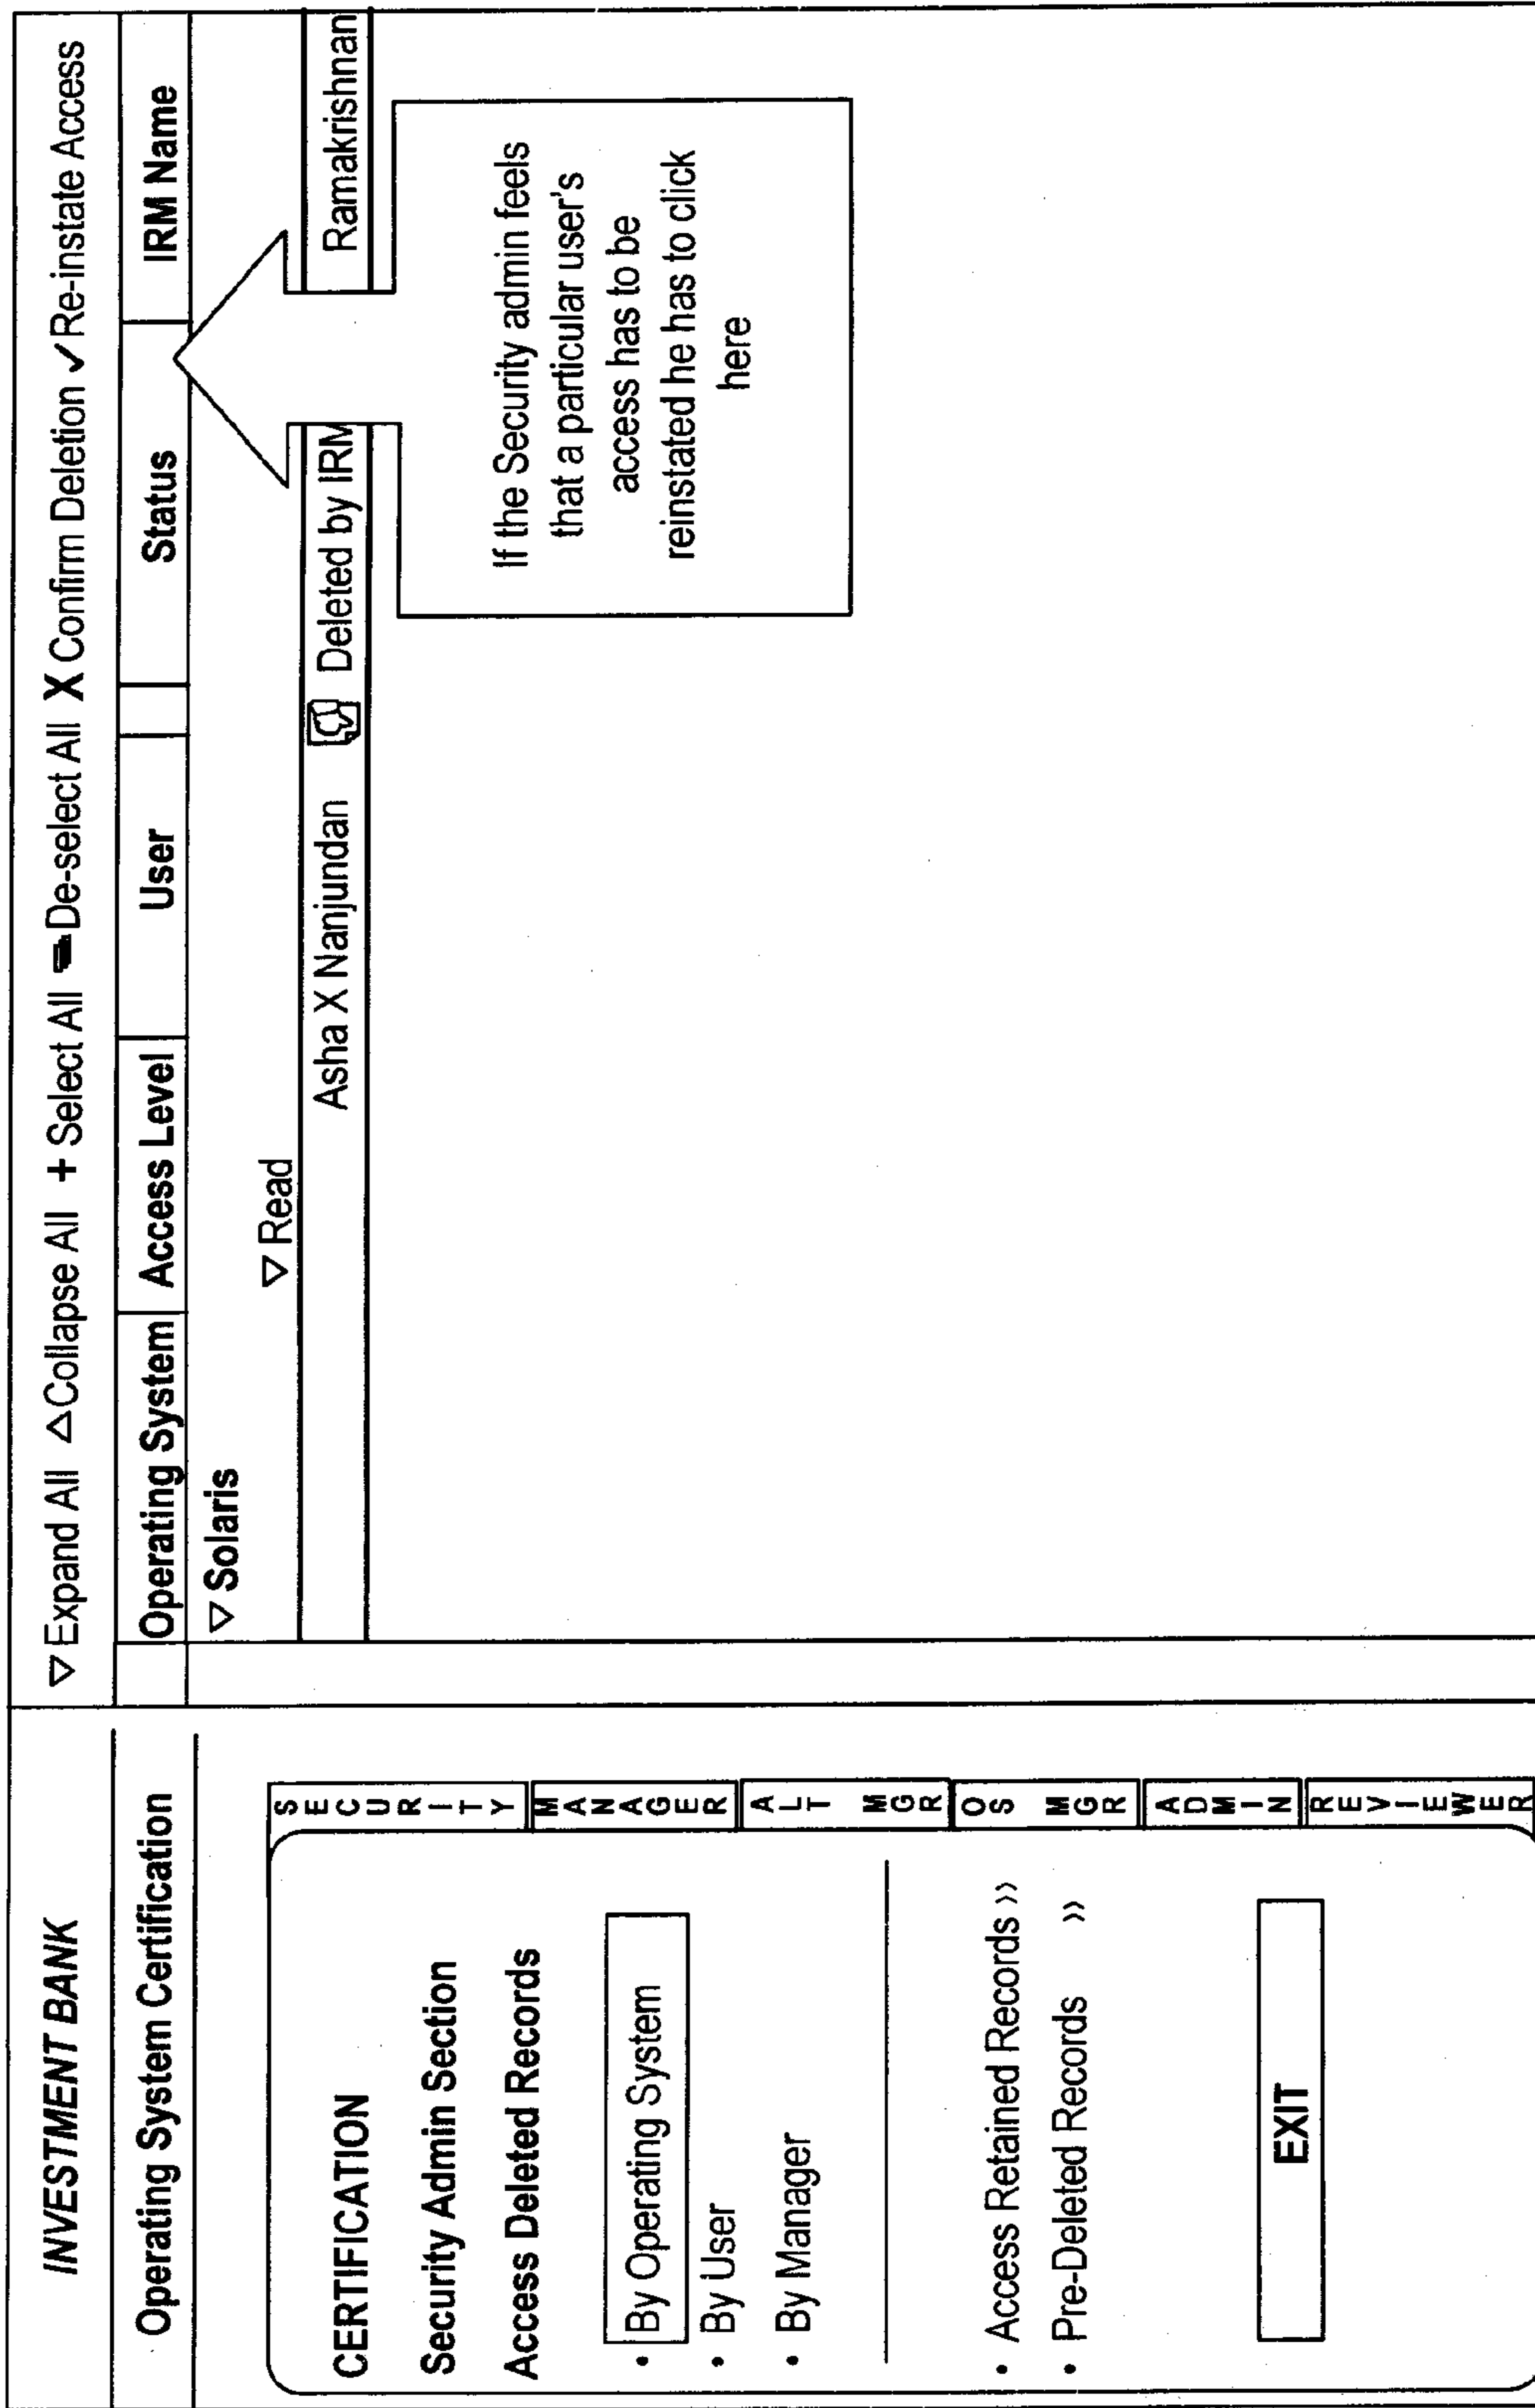 INVESTMENT BANK
Operating System Certification
CERTIFICATION
Security Admin Section
Access Deleted Records
• By Operating System
• By User
• By Manager
• Access Retained Records »
• Pre-Deleted Records »
EXIT
SECURITY
MANAGER
ALT MGR
OS MGR
ADMIN
REVIEWER
▽ Expand All △ Collapse All + Select All De-select All X Confirm Deletion ✓ Re-instate Access
Operating System Access Level User Status IRM Name
▽ Solaris
▽ Read
Asha X Nanjundan Deleted by IRM Ramakrishnan
If the Security admin feels
that a particular user's
access has to be
reinstated he has to click
here